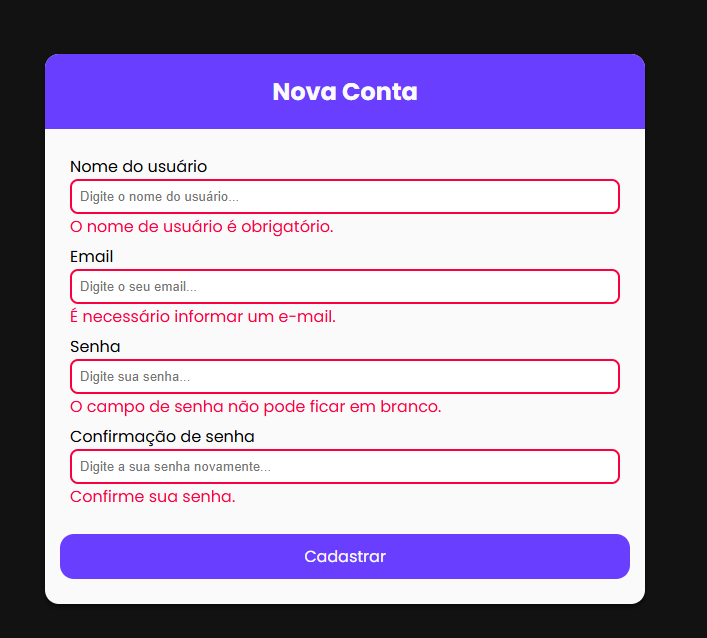 Nova Conta
Nome do usuário
Digite o nome do usuário...
O nome de usuário é obrigatório.
Email
Digite o seu email...
É necessário informar um e-mail.
Senha
Digite sua senha...
O campo de senha não pode ficar em branco.
Confirmação de senha
Digite a sua senha novamente...
Confirme sua senha.
Cadastrar